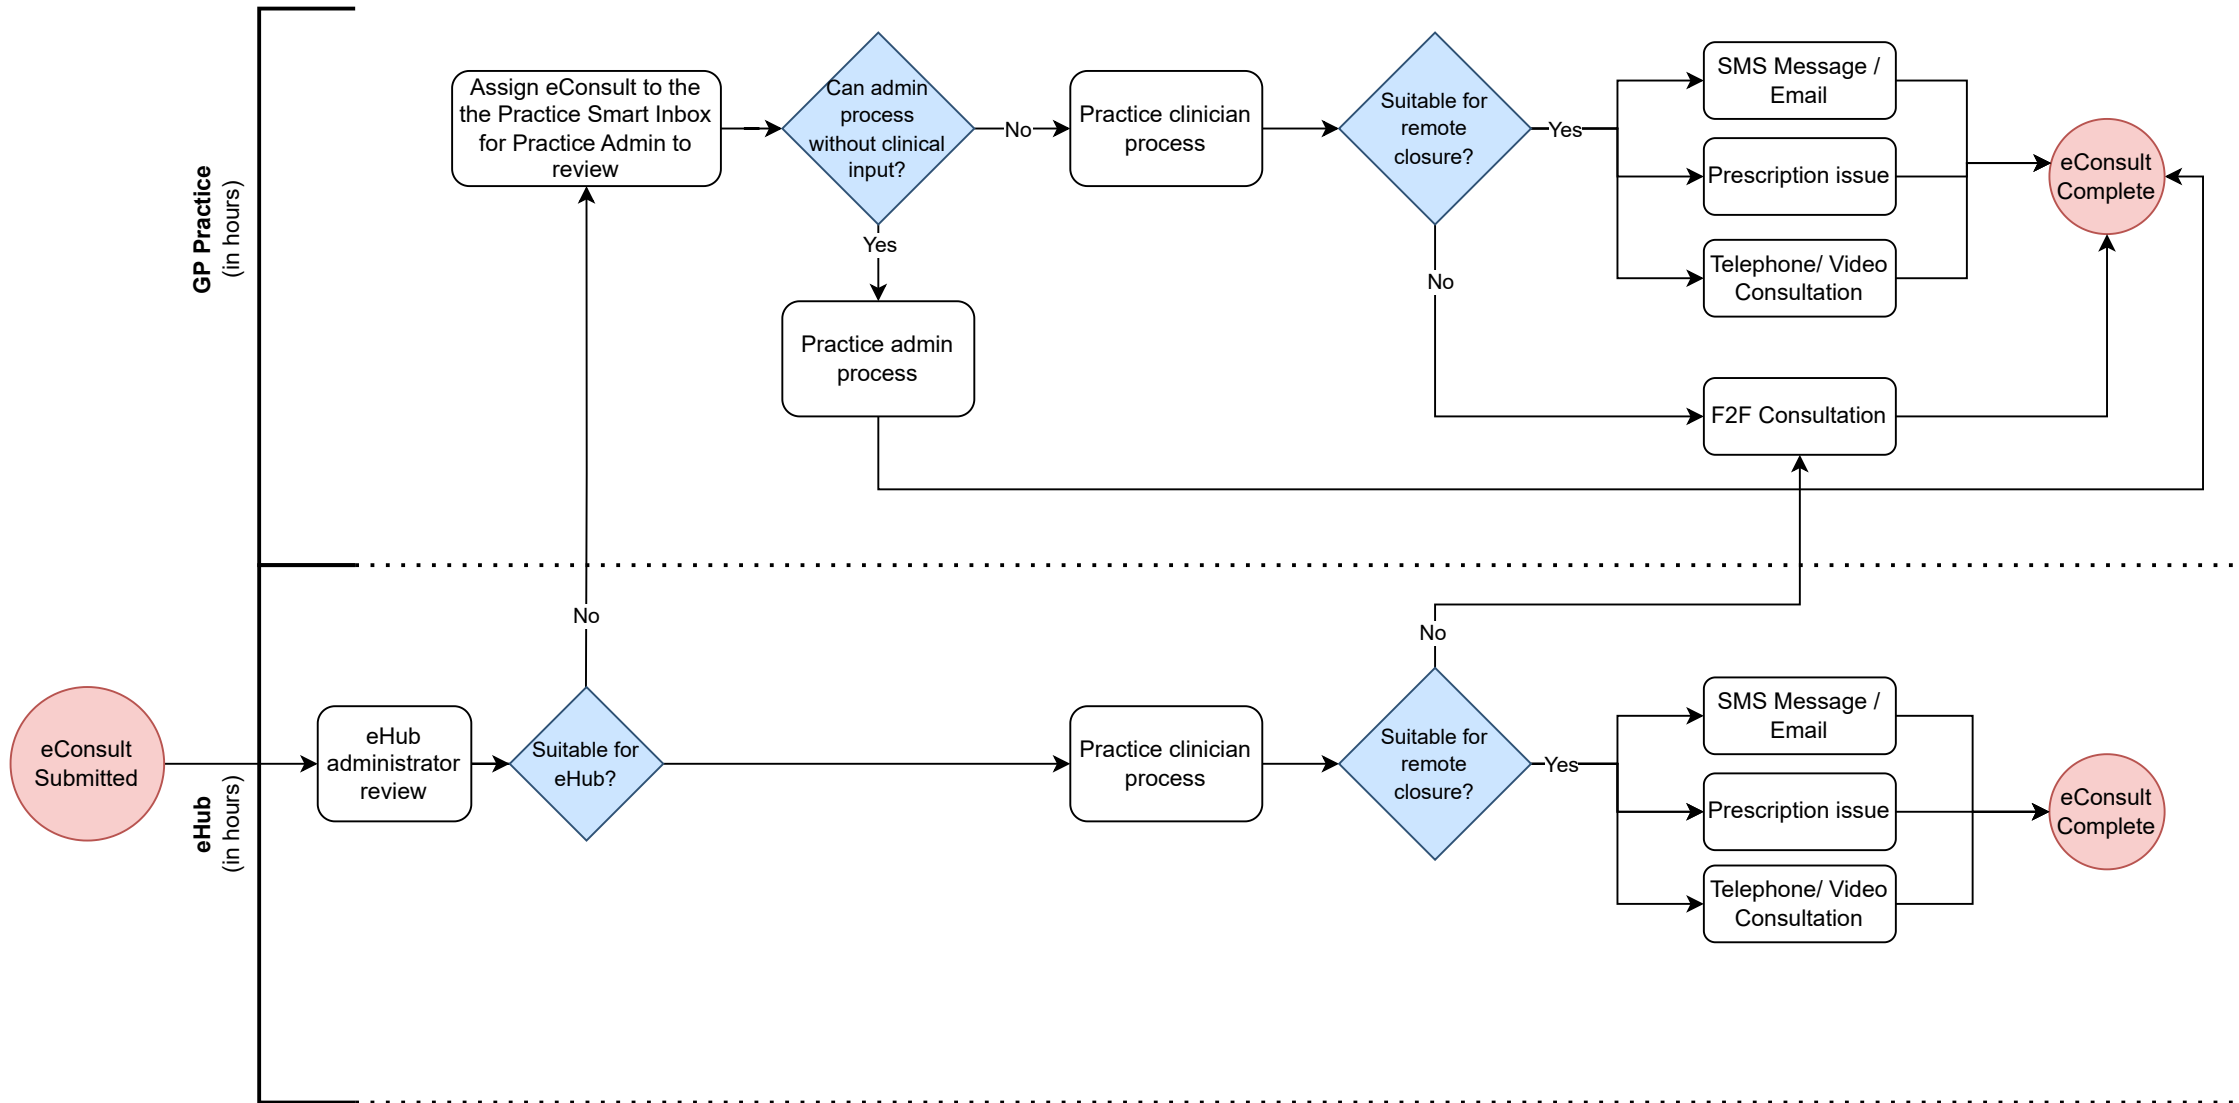 GP Practice
(in hours)
Assign eConsult to the
the Practice Smart Inbox
for Practice Admin to
review
Can admin
process
without clinical
input?
No
Practice clinician
process
Suitable for
remote
closure?
Yes
SMS Message /
Email
Prescription issue
Telephone/ Video
Consultation
eConsult
Complete
Yes
No
Practice admin
process
F2F Consultation
No
No
eConsult
Submitted
eHub
(in hours)
eHub
administrator
review
Suitable for
eHub?
Practice clinician
process
Suitable for
remote
closure?
Yes
SMS Message /
Email
Prescription issue
Telephone/ Video
Consultation
eConsult
Complete